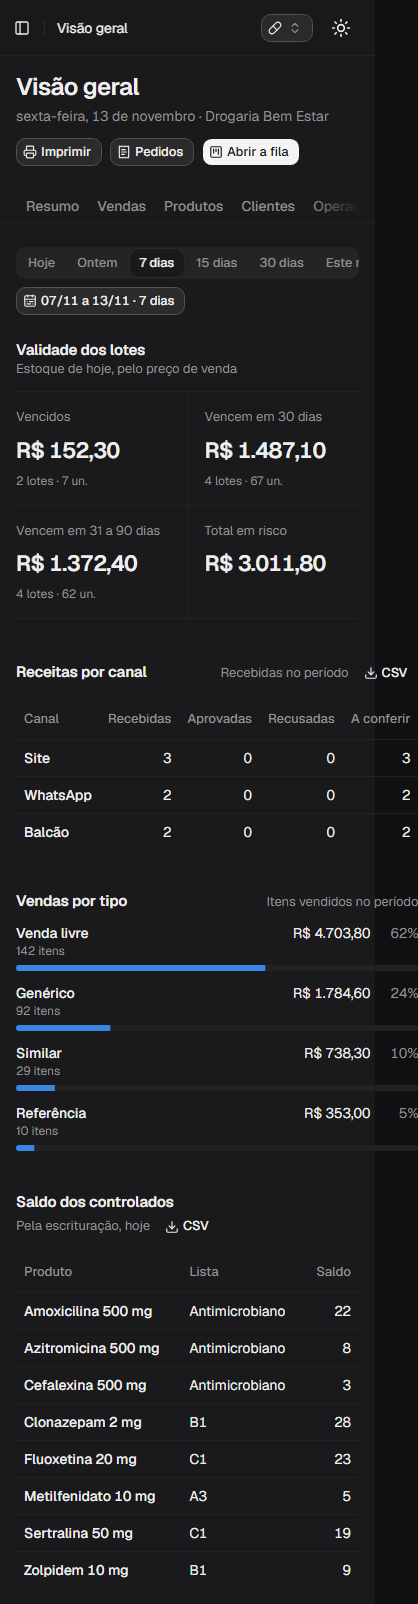 Visão geral
Visão geral
sexta-feira, 13 de novembro · Drogaria Bem Estar
Imprimir Pedidos Abrir a fila
Resumo Vendas Produtos Clientes Opera
Hoje Ontem 7 dias 15 dias 30 dias Este
07/11 a 13/11 · 7 dias
Validade dos lotes
Estoque de hoje, pelo preço de venda
Vencidos Vencem em 30 dias
R$ 152,30 R$ 1.487,10
2 lotes · 7 un. 4 lotes · 67 un.
Vencem em 31 a 90 dias Total em risco
R$ 1.372,40 R$ 3.011,80
4 lotes · 62 un.
Receitas por canal Recebidas no período CSV
Canal Recebidas Aprovadas Recusadas A conferir
Site 3 0 0 3
WhatsApp 2 0 0 2
Balcão 2 0 0 2
Vendas por tipo Itens vendidos no período
Venda livre R$ 4.703,80 62%
142 itens
Genérico R$ 1.784,60 24%
92 itens
Similar R$ 738,30 10%
29 itens
Referência R$ 353,00 5%
10 itens
Saldo dos controlados
Pela escrituração, hoje CSV
Produto Lista Saldo
Amoxicilina 500 mg Antimicrobiano 22
Azitromicina 500 mg Antimicrobiano 8
Cefalexina 500 mg Antimicrobiano 3
Clonazepam 2 mg B1 28
Fluoxetina 20 mg C1 23
Metilfenidato 10 mg A3 5
Sertralina 50 mg C1 19
Zolpidem 10 mg B1 9